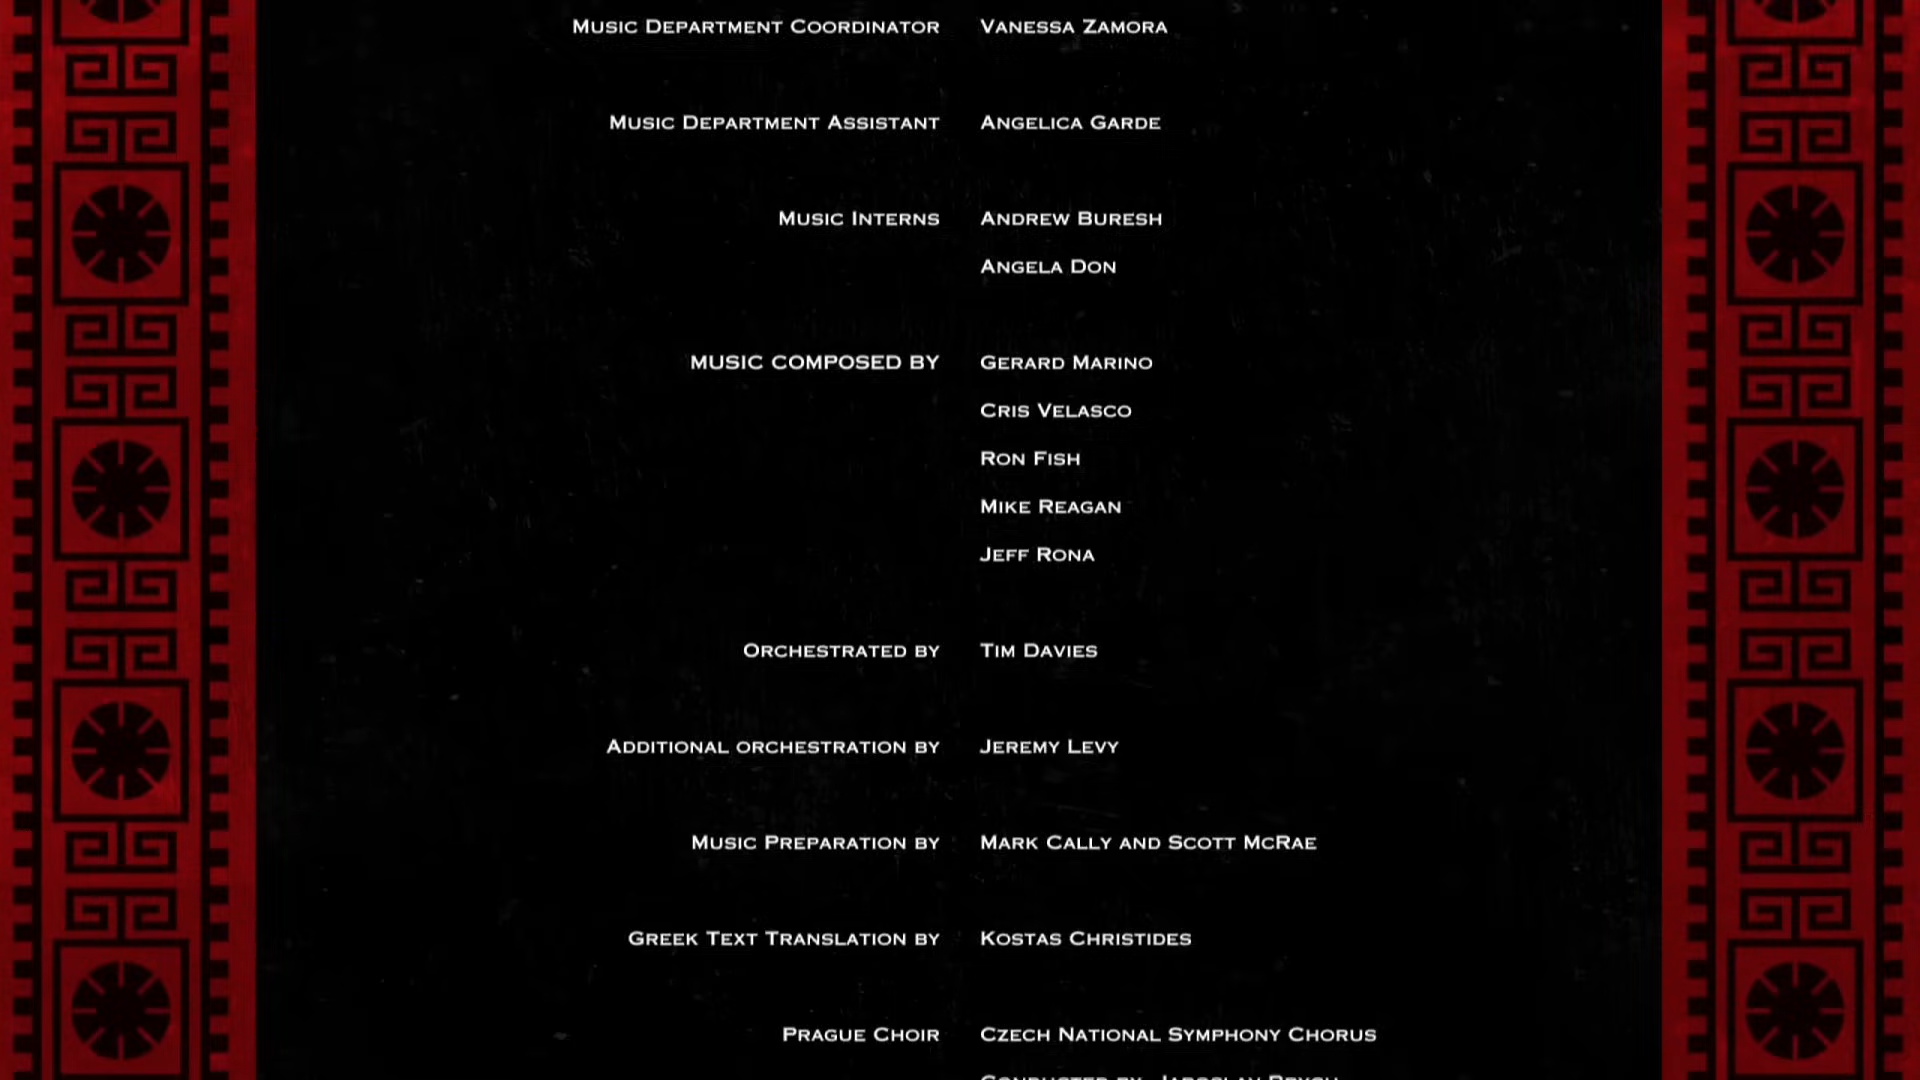 Music Department Coordinator Vanessa Zamora
Music Department Assistant Angelica Garde
Music Interns Andrew Buresh
Angela Don
MUSIC COMPOSED BY Gerard Marino
Cris Velasco
Ron Fish
Mike Reagan
Jeff Rona
Orchestrated by Tim Davies
Additional orchestration by Jeremy Levy
Music Preparation by Mark Cally and Scott McRae
Greek Text Translation by Kostas Christides
Prague Choir Czech National Symphony Chorus
Conducted by